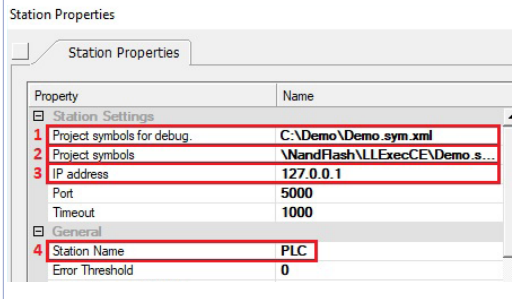 Station Properties
Station Properties
Property Name
Station Settings
1 Project symbols for debug. C:\Demo\Demo.sym.xml
2 Project symbols \NandFlash\LLExecCE\Demo.s...
3 IP address 127.0.0.1
Port 5000
Timeout 1000
General
4 Station Name PLC
Error Threshold 0